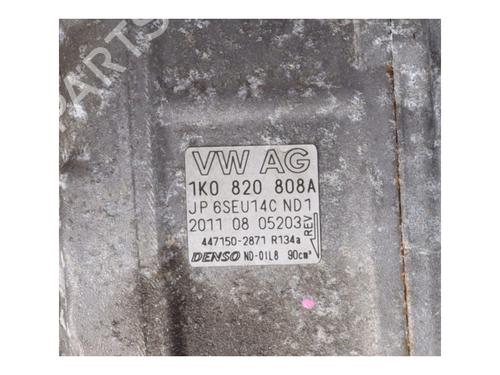 PARTS
VW AG
1K0 820 808A
JP 6SEU14C ND1
2011 08 05203 REV
447150-2871 R134a
DENSO ND-OIL8 90cm³